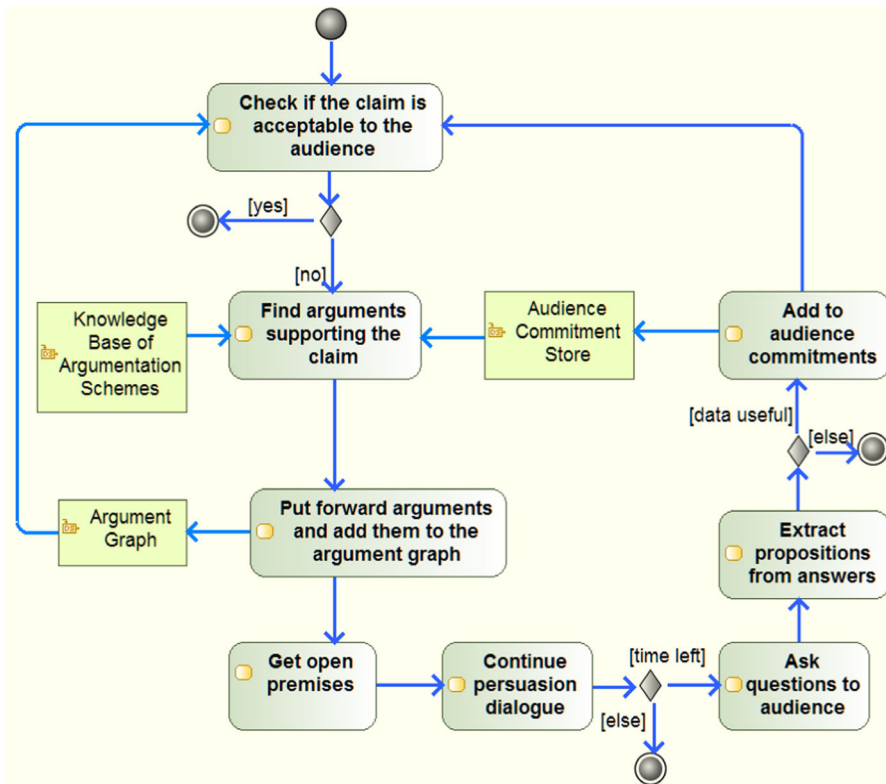 Check if the claim is
acceptable to the
audience
[yes]
[no]
Knowledge
Base of
Argumentation
Schemes
Find arguments
supporting the
claim
Audience
Commitment
Store
Add to
audience
commitments
[data useful]
[else]
Argument
Graph
Put forward arguments
and add them to the
argument graph
Extract
propositions
from answers
Get open
premises
Continue
persuasion
dialogue
[time left]
[else]
Ask
questions to
audience